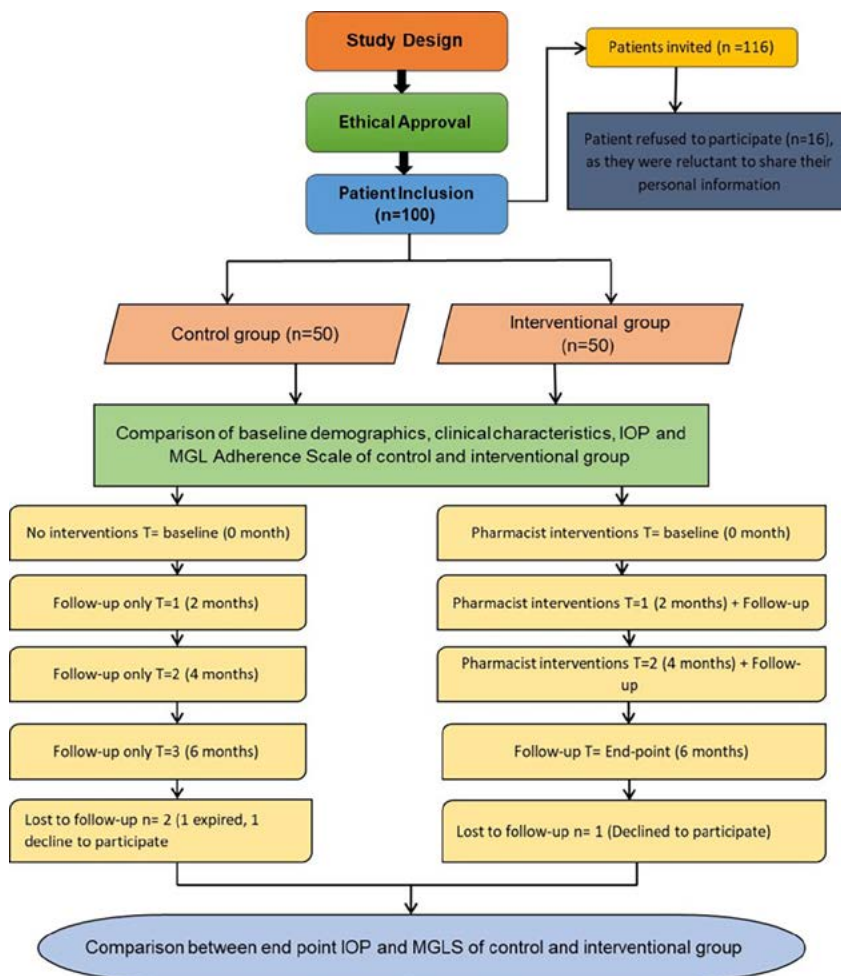 Study Design
Patients invited (n =116)
Ethical Approval
Patient refused to participate (n=16),
as they were reluctant to share their
personal information
Patient Inclusion
(n=100)
Control group (n=50)
Interventional group
(n=50)
Comparison of baseline demographics, clinical characteristics, IOP and
MGL Adherence Scale of control and interventional group
No interventions T= baseline (0 month)
Pharmacist interventions T= baseline (0 month)
Follow-up only T=1 (2 months)
Pharmacist interventions T=1 (2 months) + Follow-up
Follow-up only T=2 (4 months)
Pharmacist interventions T=2 (4 months) + Follow-
up
Follow-up only T=3 (6 months)
Follow-up T= End-point (6 months)
Lost to follow-up n= 2 (1 expired, 1
decline to participate
Lost to follow-up n= 1 (Declined to participate)
Comparison between end point IOP and MGLS of control and interventional group